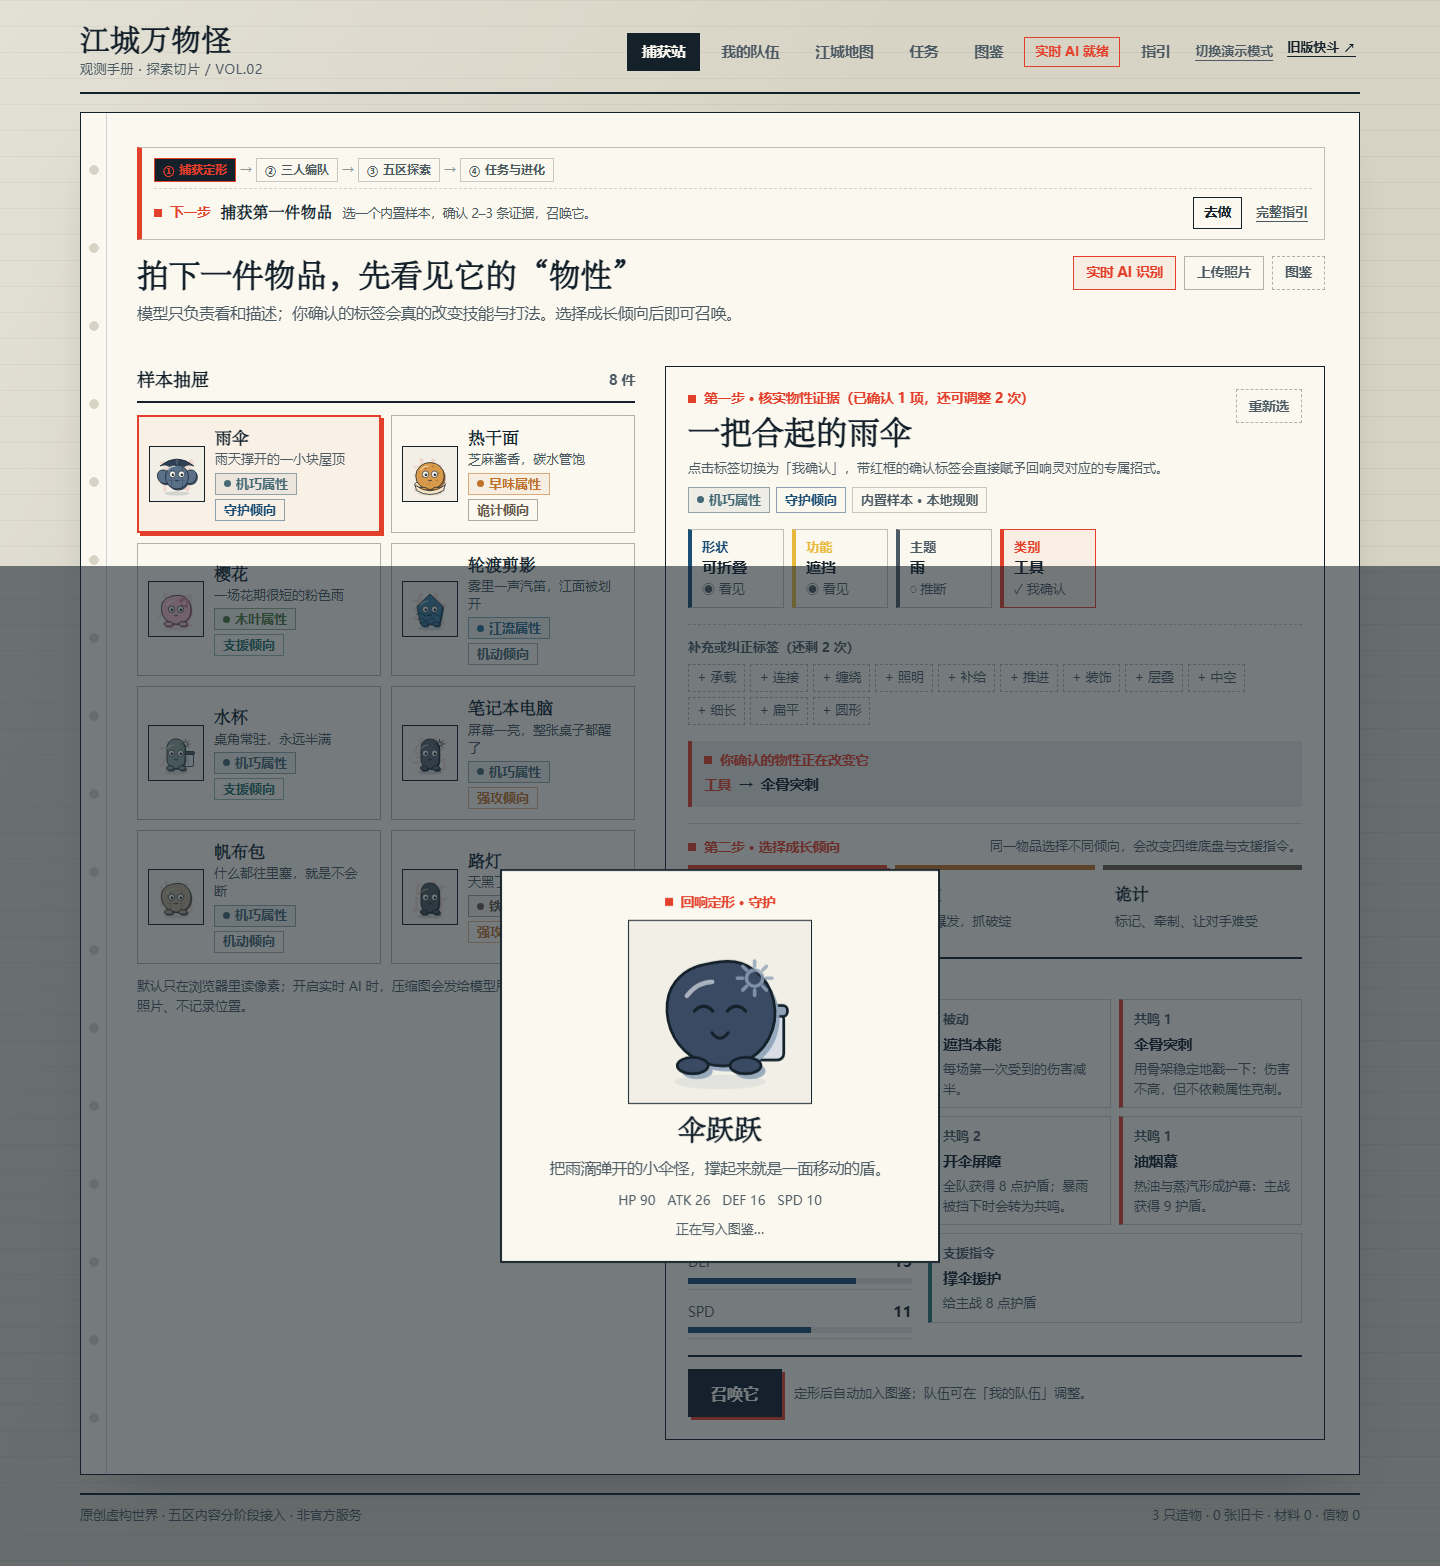 江城万物怪
观测手册 · 探索切片 / VOL.02
捕获站 我的队伍 江城地图 任务 图鉴 实时 AI 就绪 指引 切换演示模式 旧版快斗 ↗
① 捕获定形 → ② 三人编队 → ③ 五区探索 → ④ 任务与进化
下一步 捕获第一件物品 选一个内置样本，确认 2–3 条证据，召唤它。 去做 完整指引
拍下一件物品，先看见它的“物性”
实时 AI 识别 上传照片 图鉴
模型只负责看和描述；你确认的标签会真的改变技能与打法。选择成长倾向后即可召唤。
样本抽屉 8 件
雨伞
雨天撑开的一小块屋顶
机巧属性
守护倾向
热干面
芝麻酱香，碳水管饱
早味属性
诡计倾向
樱花
一场花期很短的粉色雨
木叶属性
支援倾向
轮渡剪影
雾里一声汽笛，江面被划
开
江流属性
机动倾向
水杯
桌角常驻，永远半满
机巧属性
支援倾向
笔记本电脑
屏幕一亮，整张桌子都醒
了
机巧属性
强攻倾向
帆布包
什么都往里塞，就是不会
断
机巧属性
机动倾向
路灯
天黑
铁
强攻
默认只在浏览器里读像素；开启实时 AI 时，压缩图会发给模型
照片、不记录位置。
第一步 • 核实物性证据（已确认 1 项，还可调整 2 次）
重新选
一把合起的雨伞
点击标签切换为「我确认」，带红框的确认标签会直接赋予回响灵对应的专属招式。
机巧属性 守护倾向 内置样本 • 本地规则
形状
可折叠
◉ 看见
功能
遮挡
◉ 看见
主题
雨
○ 推断
类别
工具
✓ 我确认
补充或纠正标签（还剩 2 次）
+ 承载 + 连接 + 缠绕 + 照明 + 补给 + 推进 + 装饰 + 层叠 + 中空
+ 细长 + 扁平 + 圆形
你确认的物性正在改变它
工具 → 伞骨突刺
第二步 • 选择成长倾向 同一物品选择不同倾向，会改变四维底盘与支援指令。
爆发，抓破绽
诡计
标记、牵制、让对手难受
回响定形 • 守护
伞跃跃
把雨滴弹开的小伞怪，撑起来就是一面移动的盾。
HP 90 ATK 26 DEF 16 SPD 10
正在写入图鉴…
被动
遮挡本能
每场第一次受到的伤害减
半。
共鸣 1
伞骨突刺
用骨架稳定地戳一下：伤害
不高，但不依赖属性克制。
共鸣 2
开伞屏障
全队获得 8 点护盾；暴雨
被挡下时会转为共鸣。
共鸣 1
油烟幕
热油与蒸汽形成护幕：主战
获得 9 护盾。
支援指令
撑伞援护
给主战 8 点护盾
SPD 11
召唤它 定形后自动加入图鉴；队伍可在「我的队伍」调整。
原创虚构世界 · 五区内容分阶段接入 · 非官方服务
3 只造物 · 0 张旧卡 · 材料 0 · 信物 0